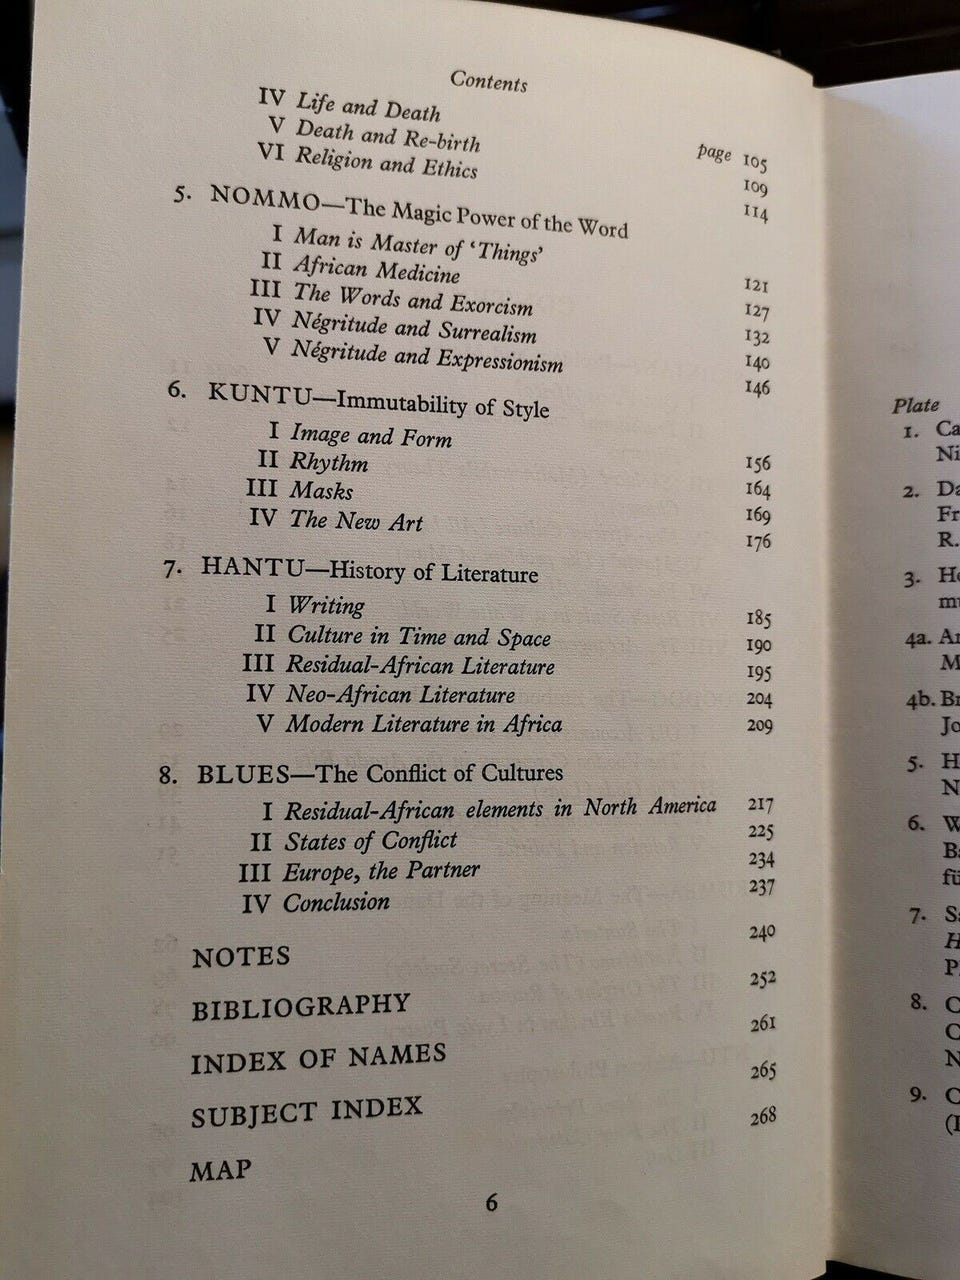 Contents
IV Life and Death page 105
V Death and Re-birth 109
VI Religion and Ethics 114
5. NOMMO—The Magic Power of the Word
I Man is Master of ‘Things’ 121
II African Medicine 127
III The Words and Exorcism 132
IV Négritude and Surrealism 140
V Négritude and Expressionism 146
6. KUNTU—Immutability of Style
I Image and Form 156
II Rhythm 164
III Masks 169
IV The New Art 176
7. HANTU—History of Literature
I Writing 185
II Culture in Time and Space 190
III Residual-African Literature 195
IV Neo-African Literature 204
V Modern Literature in Africa 209
8. BLUES—The Conflict of Cultures
I Residual-African elements in North America 217
II States of Conflict 225
III Europe, the Partner 234
IV Conclusion 237
NOTES 240
BIBLIOGRAPHY 252
INDEX OF NAMES 261
SUBJECT INDEX 265
MAP 268
6
Plate
1.
2.
R.
3.
4a.
4b.
5.
6.
7.
8.
9.